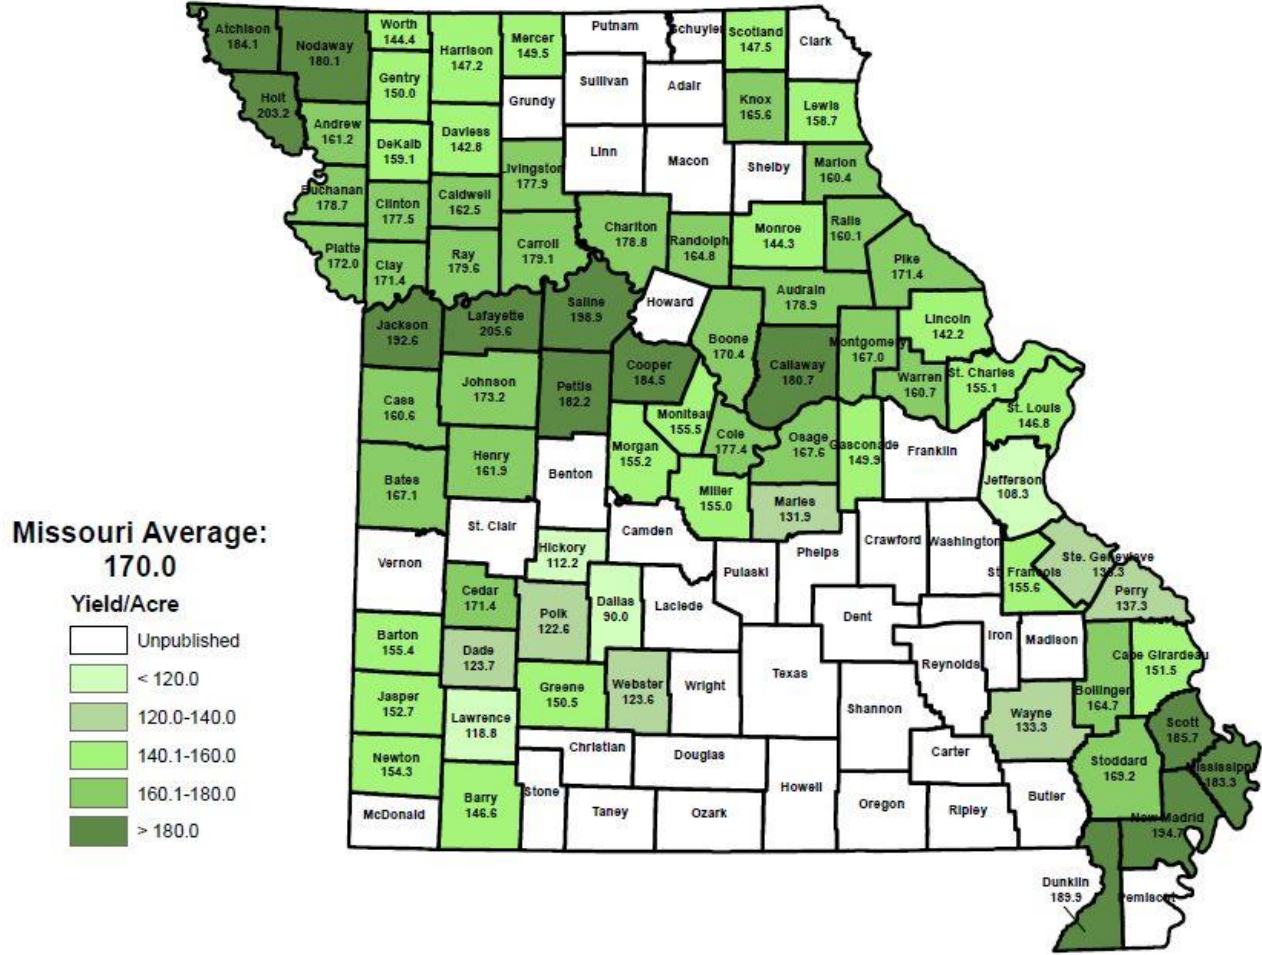 Atchison
184.1
Nodaway
180.1
Worth
144.4
Harrison
147.2
Mercer
149.5
Putnam
Schuyler
Scotland
147.5
Clark
Gentry
150.0
Holt
203.2
Andrew
161.2
DeKalb
159.1
Daviess
142.8
Grundy
Sullivan
Adair
Knox
165.6
Lewis
158.7
Livingston
177.9
Linn
Macon
Shelby
Marion
160.4
Buchanan
178.7
Clinton
177.5
Caldwell
162.5
Chariton
178.8
Randolph
164.8
Monroe
144.3
Ralls
160.1
Platte
172.0
Clay
171.4
Ray
179.6
Carroll
179.1
Pike
171.4
Audrain
178.9
Jackson
192.6
Lafayette
205.6
Saline
198.9
Howard
Boone
170.4
Callaway
180.7
Montgomery
167.0
Lincoln
142.2
Warren
160.7
St. Charles
155.1
St. Louis
146.8
Cass
160.6
Johnson
173.2
Pettis
182.2
Cooper
184.5
Moniteau
155.5
Morgan
155.2
Cole
177.4
Osage
167.6
Gasconade
149.9
Franklin
Jefferson
108.3
Bates
167.1
Henry
161.9
Benton
Miller
155.0
Maries
131.9
St. Clair
Camden
Vernon
Hickory
112.2
Pulaski
Phelps
Crawford
Washington
St Francois
155.6
Ste. Genevieve
Perry
137.3
Cedar
171.4
Polk
122.6
Dallas
90.0
Laclede
Dent
Iron
Madison
Barton
155.4
Dade
123.7
Greene
150.5
Webster
123.6
Wright
Texas
Reynolds
Shannon
Wayne
133.3
Bollinger
164.7
Cape Girardeau
151.5
Jasper
152.7
Lawrence
118.8
Christian
Douglas
Carter
Scott
185.7
Mississippi
183.3
Stoddard
169.2
Newton
154.3
Barry
146.6
Stone
Taney
Ozark
Howell
Oregon
Ripley
Butler
McDonald
New Madrid
194.7
Dunklin
189.9
Pemiscot
Missouri Average:
170.0
Yield/Acre
Unpublished
< 120.0
120.0-140.0
140.1-160.0
160.1-180.0
> 180.0